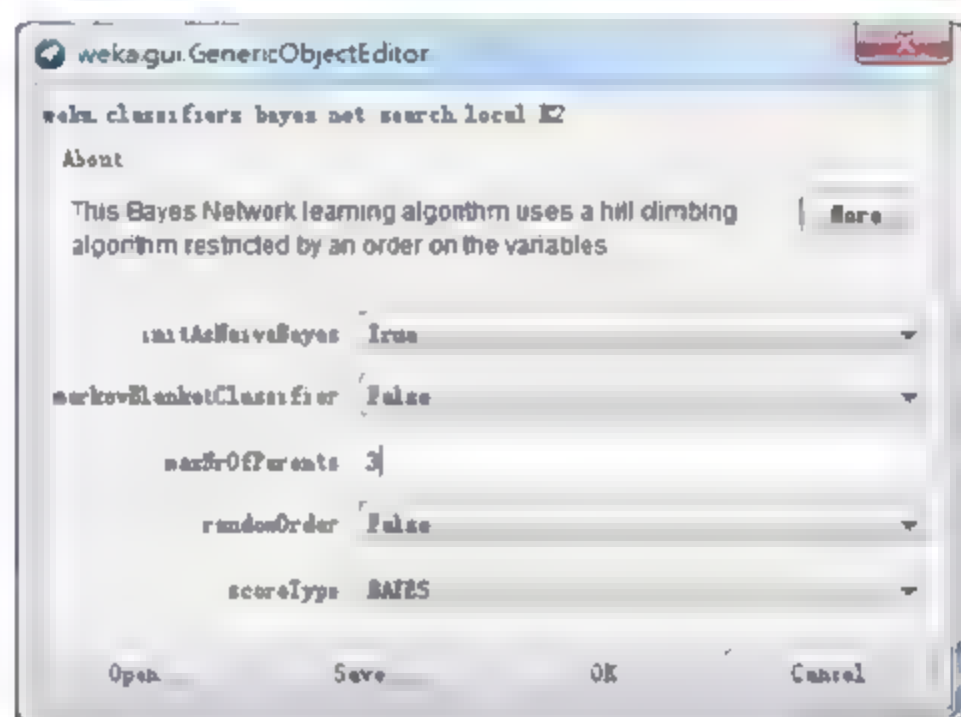 weka.gui.GenericObjectEditor
weka.classifiers.bayes.net.search.local.K2
About
This Bayes Network learning algorithm uses a hill climbing
More
algorithm restricted by an order on the variables
initAsNaiveBayes True
markovBlanketClassifier False
maxNrOfParents 3
randomOrder False
scoreType BAYES
Open... Save... OK Cancel